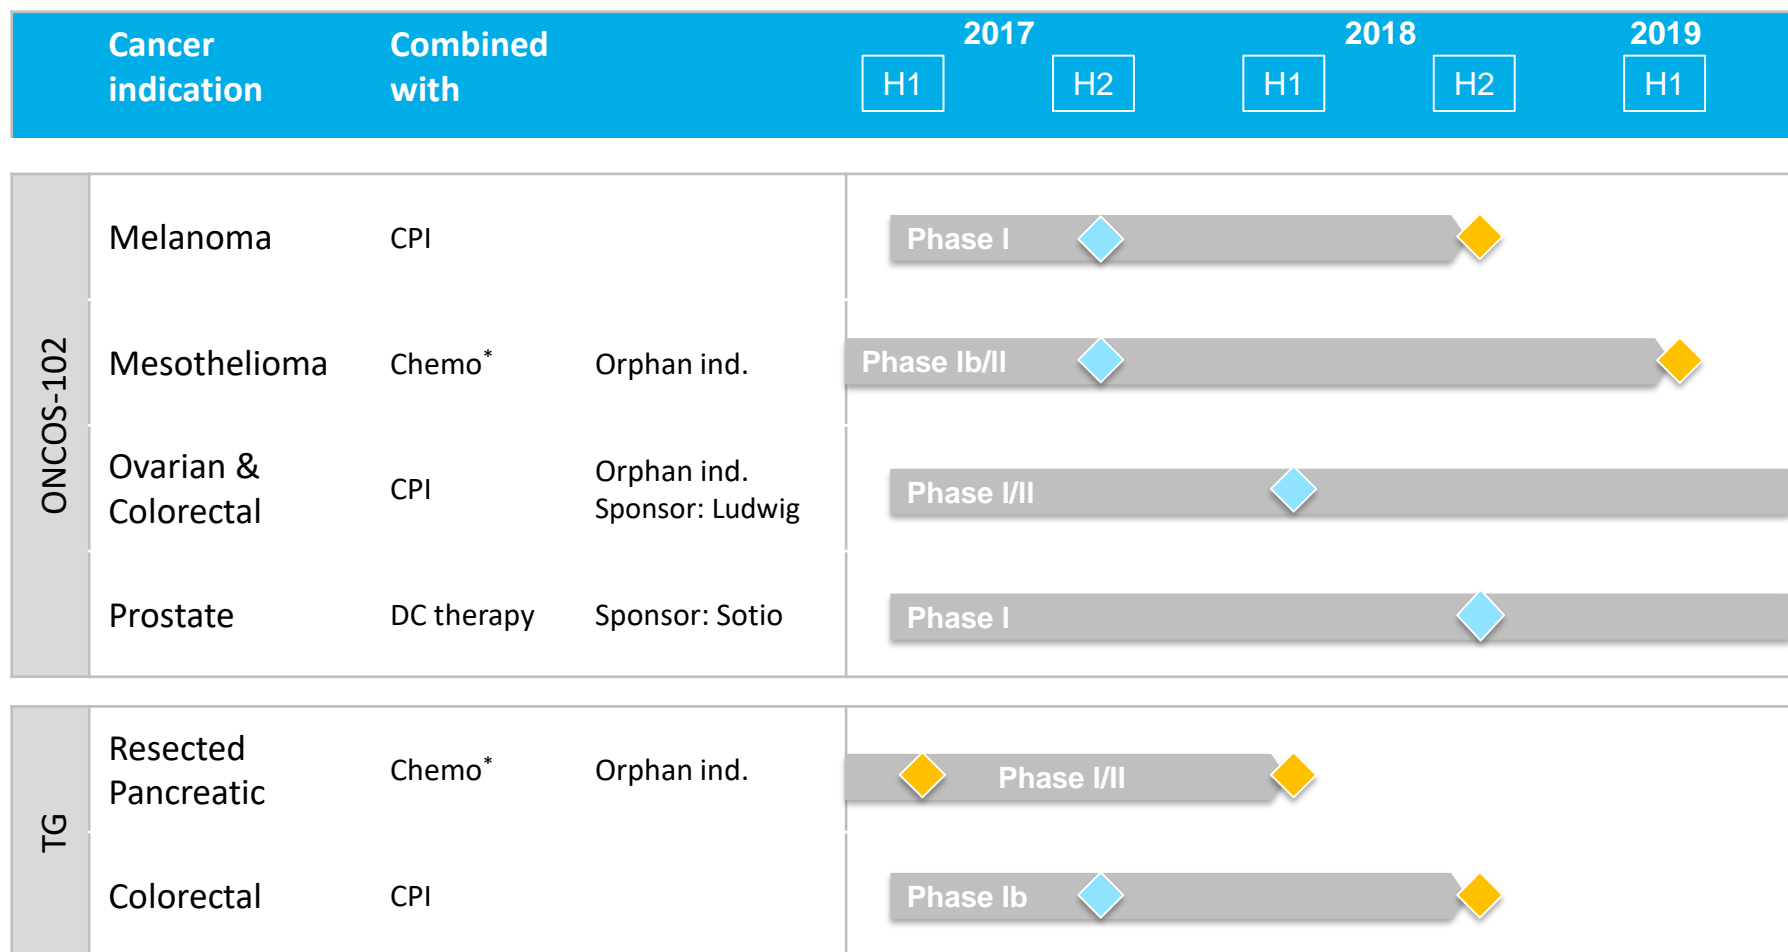 Cancer indication
Combined with
2017
2018
2019
H1
H2
H1
H2
H1
ONCOS-102
Melanoma
CPI
Phase I
Mesothelioma
Chemo*
Orphan ind.
Phase Ib/II
Ovarian &
Colorectal
CPI
Orphan ind.
Sponsor: Ludwig
Phase I/II
Prostate
DC therapy
Sponsor: Sotio
Phase I
TG
Resected
Pancreatic
Chemo*
Orphan ind.
Phase I/II
Colorectal
CPI
Phase Ib